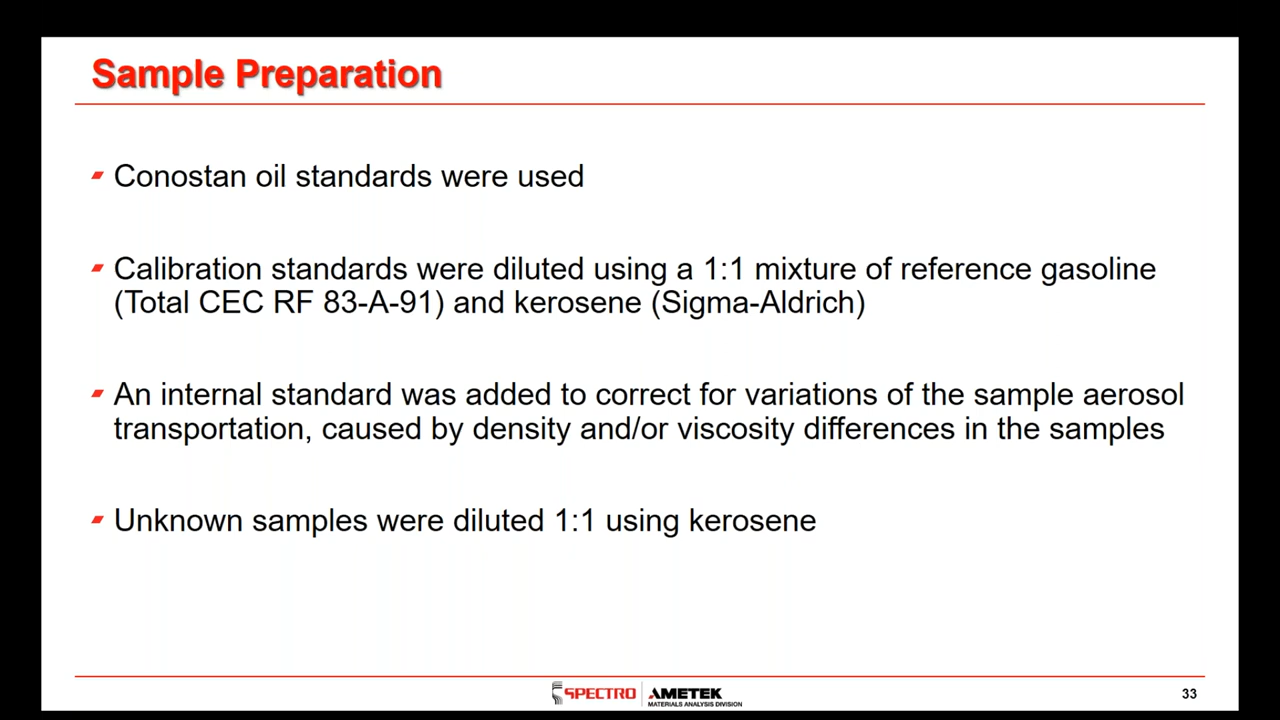 Sample Preparation
Conostan oil standards were used
Calibration standards were diluted using a 1:1 mixture of reference gasoline
(Total CEC RF 83-A-91) and kerosene (Sigma-Aldrich)
An internal standard was added to correct for variations of the sample aerosol
transportation, caused by density and/or viscosity differences in the samples
Unknown samples were diluted 1:1 using kerosene
SPECTRO AMETEK
MATERIALS ANALYSIS DIVISION
33